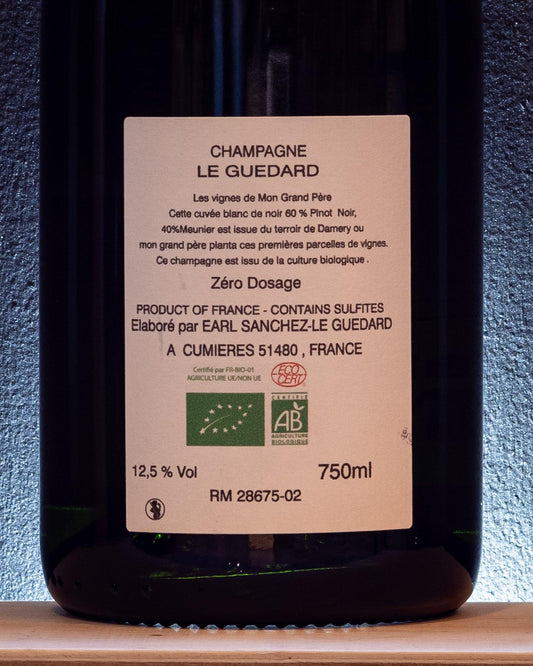 CHAMPAGNE
LE GUEDARD
Les vignes de Mon Grand Père
Cette cuvée blanc de noir 60 % Pinot Noir,
40%Meunier est issue du terroir de Damery ou
mon grand père planta ces premières parcelles de vignes.
Ce champagne est issu de la culture biologique .
Zéro Dosage
PRODUCT OF FRANCE - CONTAINS SULFITES
Elaboré par EARL SANCHEZ-LE GUEDARD
A CUMIERES 51480 , FRANCE
Certifié par FR-BIO-01
AGRICULTURE UE/NON UE
ECO
CERT
CERTIFIÉ
AB
AGRICULTURE
BIOLOGIQUE
12,5 % Vol
750ml
RM 28675-02